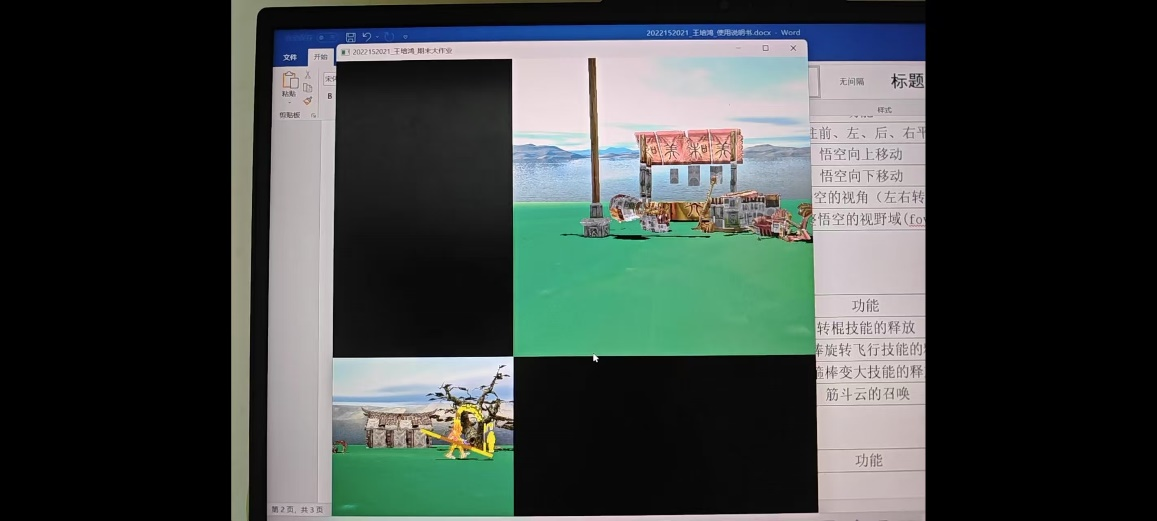 2022152021_王培鸿_使用说明书.docx - Word
2022152021_王培鸿_期末大作业
文件
开始
粘贴
剪贴板
宋体
B
无间隔
标题
样式
往前、左、后、右平
悟空向上移动
悟空向下移动
空的视角（左右转
悟空的视野域(fov
功能
转棍技能的释放
棒旋转飞行技能的
箍棒变大技能的释
筋斗云的召唤
功能
第 2 页，共 3 页